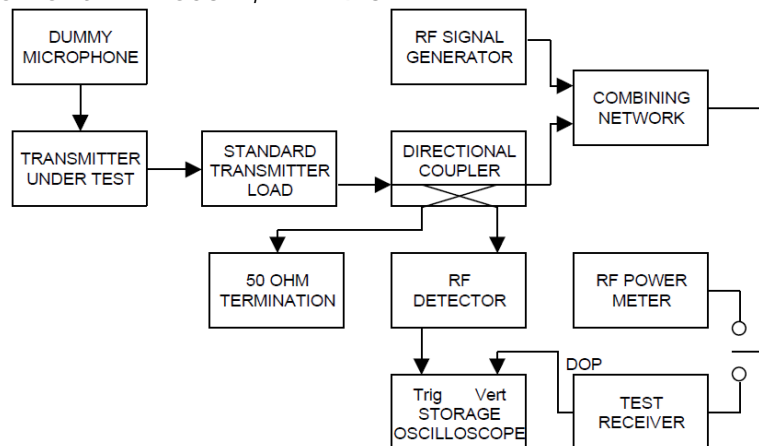 DUMMY
MICROPHONE
RF SIGNAL
GENERATOR
COMBINING
NETWORK
TRANSMITTER
UNDER TEST
STANDARD
TRANSMITTER
LOAD
DIRECTIONAL
COUPLER
50 OHM
TERMINATION
RF
DETECTOR
RF POWER
METER
DOP
Trig Vert
STORAGE
OSCILLOSCOPE
TEST
RECEIVER